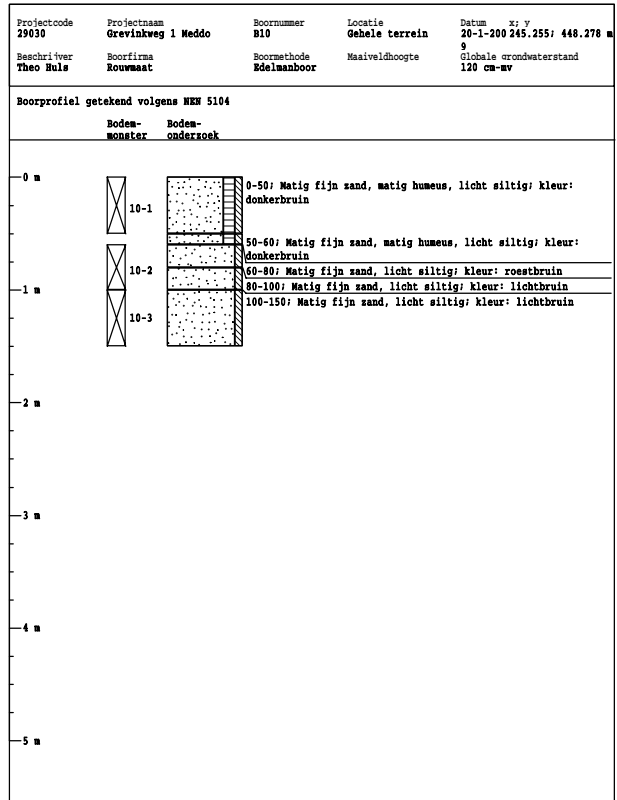 Projectcode Projectnaam Boornummer Locatie Datum x; y
29030 Grevinkweg 1 Meddo B10 Gehele terrein 20-1-200 245.255; 448.278 m
9
Beschrijver Boorfirma Boormethode Maaiveldhoogte Globale grondwaterstand
Theo Huls Rouwmaat Edelmanboor 120 cm-mv
Boorprofiel getekend volgens NEN 5104
Bodem- Bodem-
monster onderzoek
0 m
0-50; Matig fijn zand, matig humeus, licht siltig; kleur:
donkerbruin
10-1
50-60; Matig fijn zand, matig humeus, licht siltig; kleur:
donkerbruin
10-2
60-80; Matig fijn zand, licht siltig; kleur: roestbruin
80-100; Matig fijn zand, licht siltig; kleur: lichtbruin
1 m
100-150; Matig fijn zand, licht siltig; kleur: lichtbruin
10-3
2 m
3 m
4 m
5 m